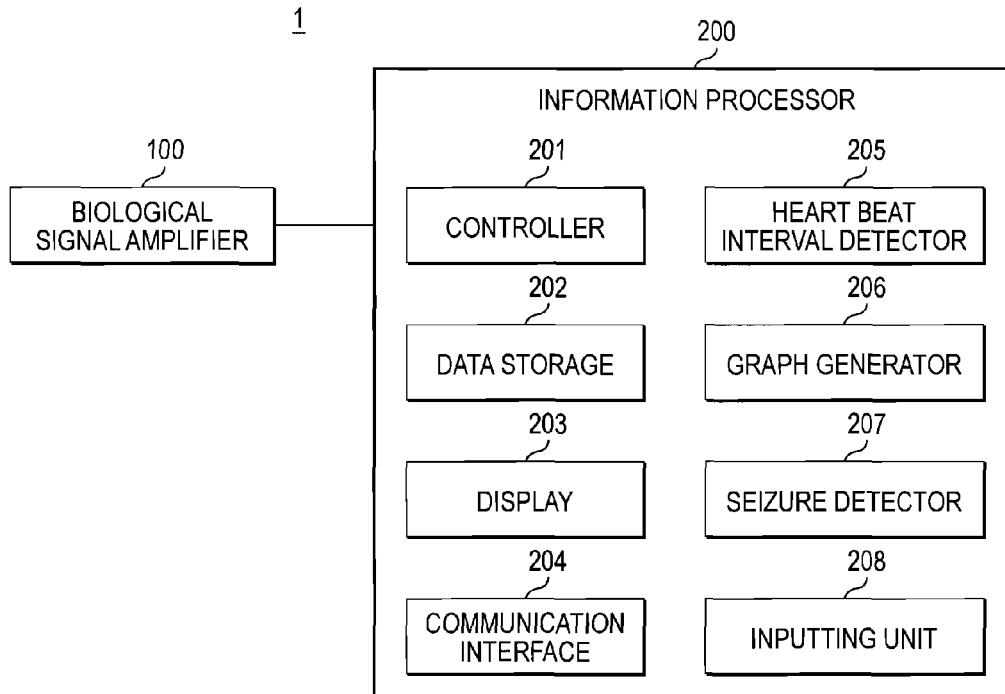 1
200
INFORMATION PROCESSOR
100
BIOLOGICAL
SIGNAL AMPLIFIER
201
CONTROLLER
205
HEART BEAT
INTERVAL DETECTOR
202
DATA STORAGE
206
GRAPH GENERATOR
203
DISPLAY
207
SEIZURE DETECTOR
204
COMMUNICATION
INTERFACE
208
INPUTTING UNIT